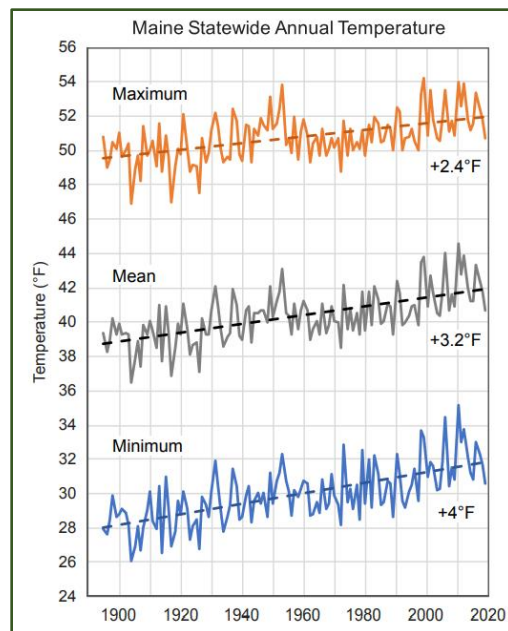 Maine Statewide Annual Temperature
56
54
Maximum
52
50
48
+2.4°F
46
44
Mean
42
40
38
+3.2°F
36
34
Minimum
32
30
28
+4°F
26
24
Temperature (°F)
1900 1920 1940 1960 1980 2000 2020